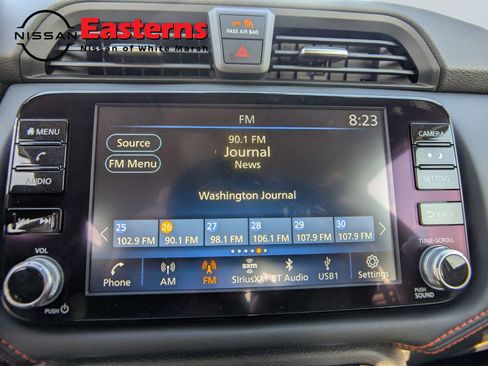 NISSAN
Easterns
Nissan of White Marsh
OFF
PASS AIR BAG
FM
8:23
MENU
Source
90.1 FM
Journal
News
FM Menu
Washington Journal
AUDIO
25 26 27 28 29 30
102.9 FM 90.1 FM 98.1 FM 106.1 FM 107.9 FM 107.9 FM
Phone AM FM sxm SiriusXM BT Audio USB1 Settings
CAMERA
SETTING
BACK
VOL
PUSH
TUNE·SCROLL
PUSH
SOUND